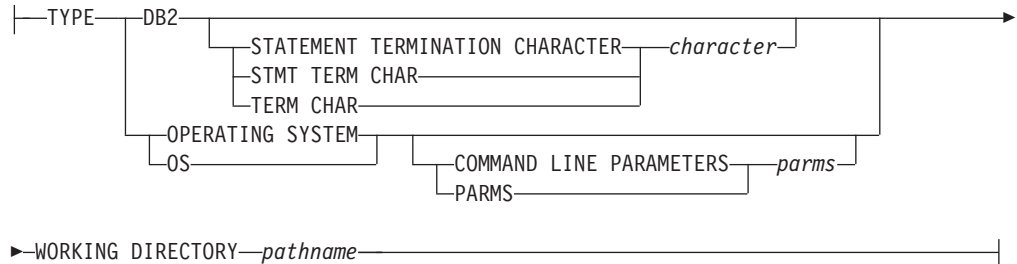 TYPE DB2
STATEMENT TERMINATION CHARACTER character
STMT TERM CHAR
TERM CHAR
OPERATING SYSTEM
OS
COMMAND LINE PARAMETERS parms
PARMS
WORKING DIRECTORY pathname